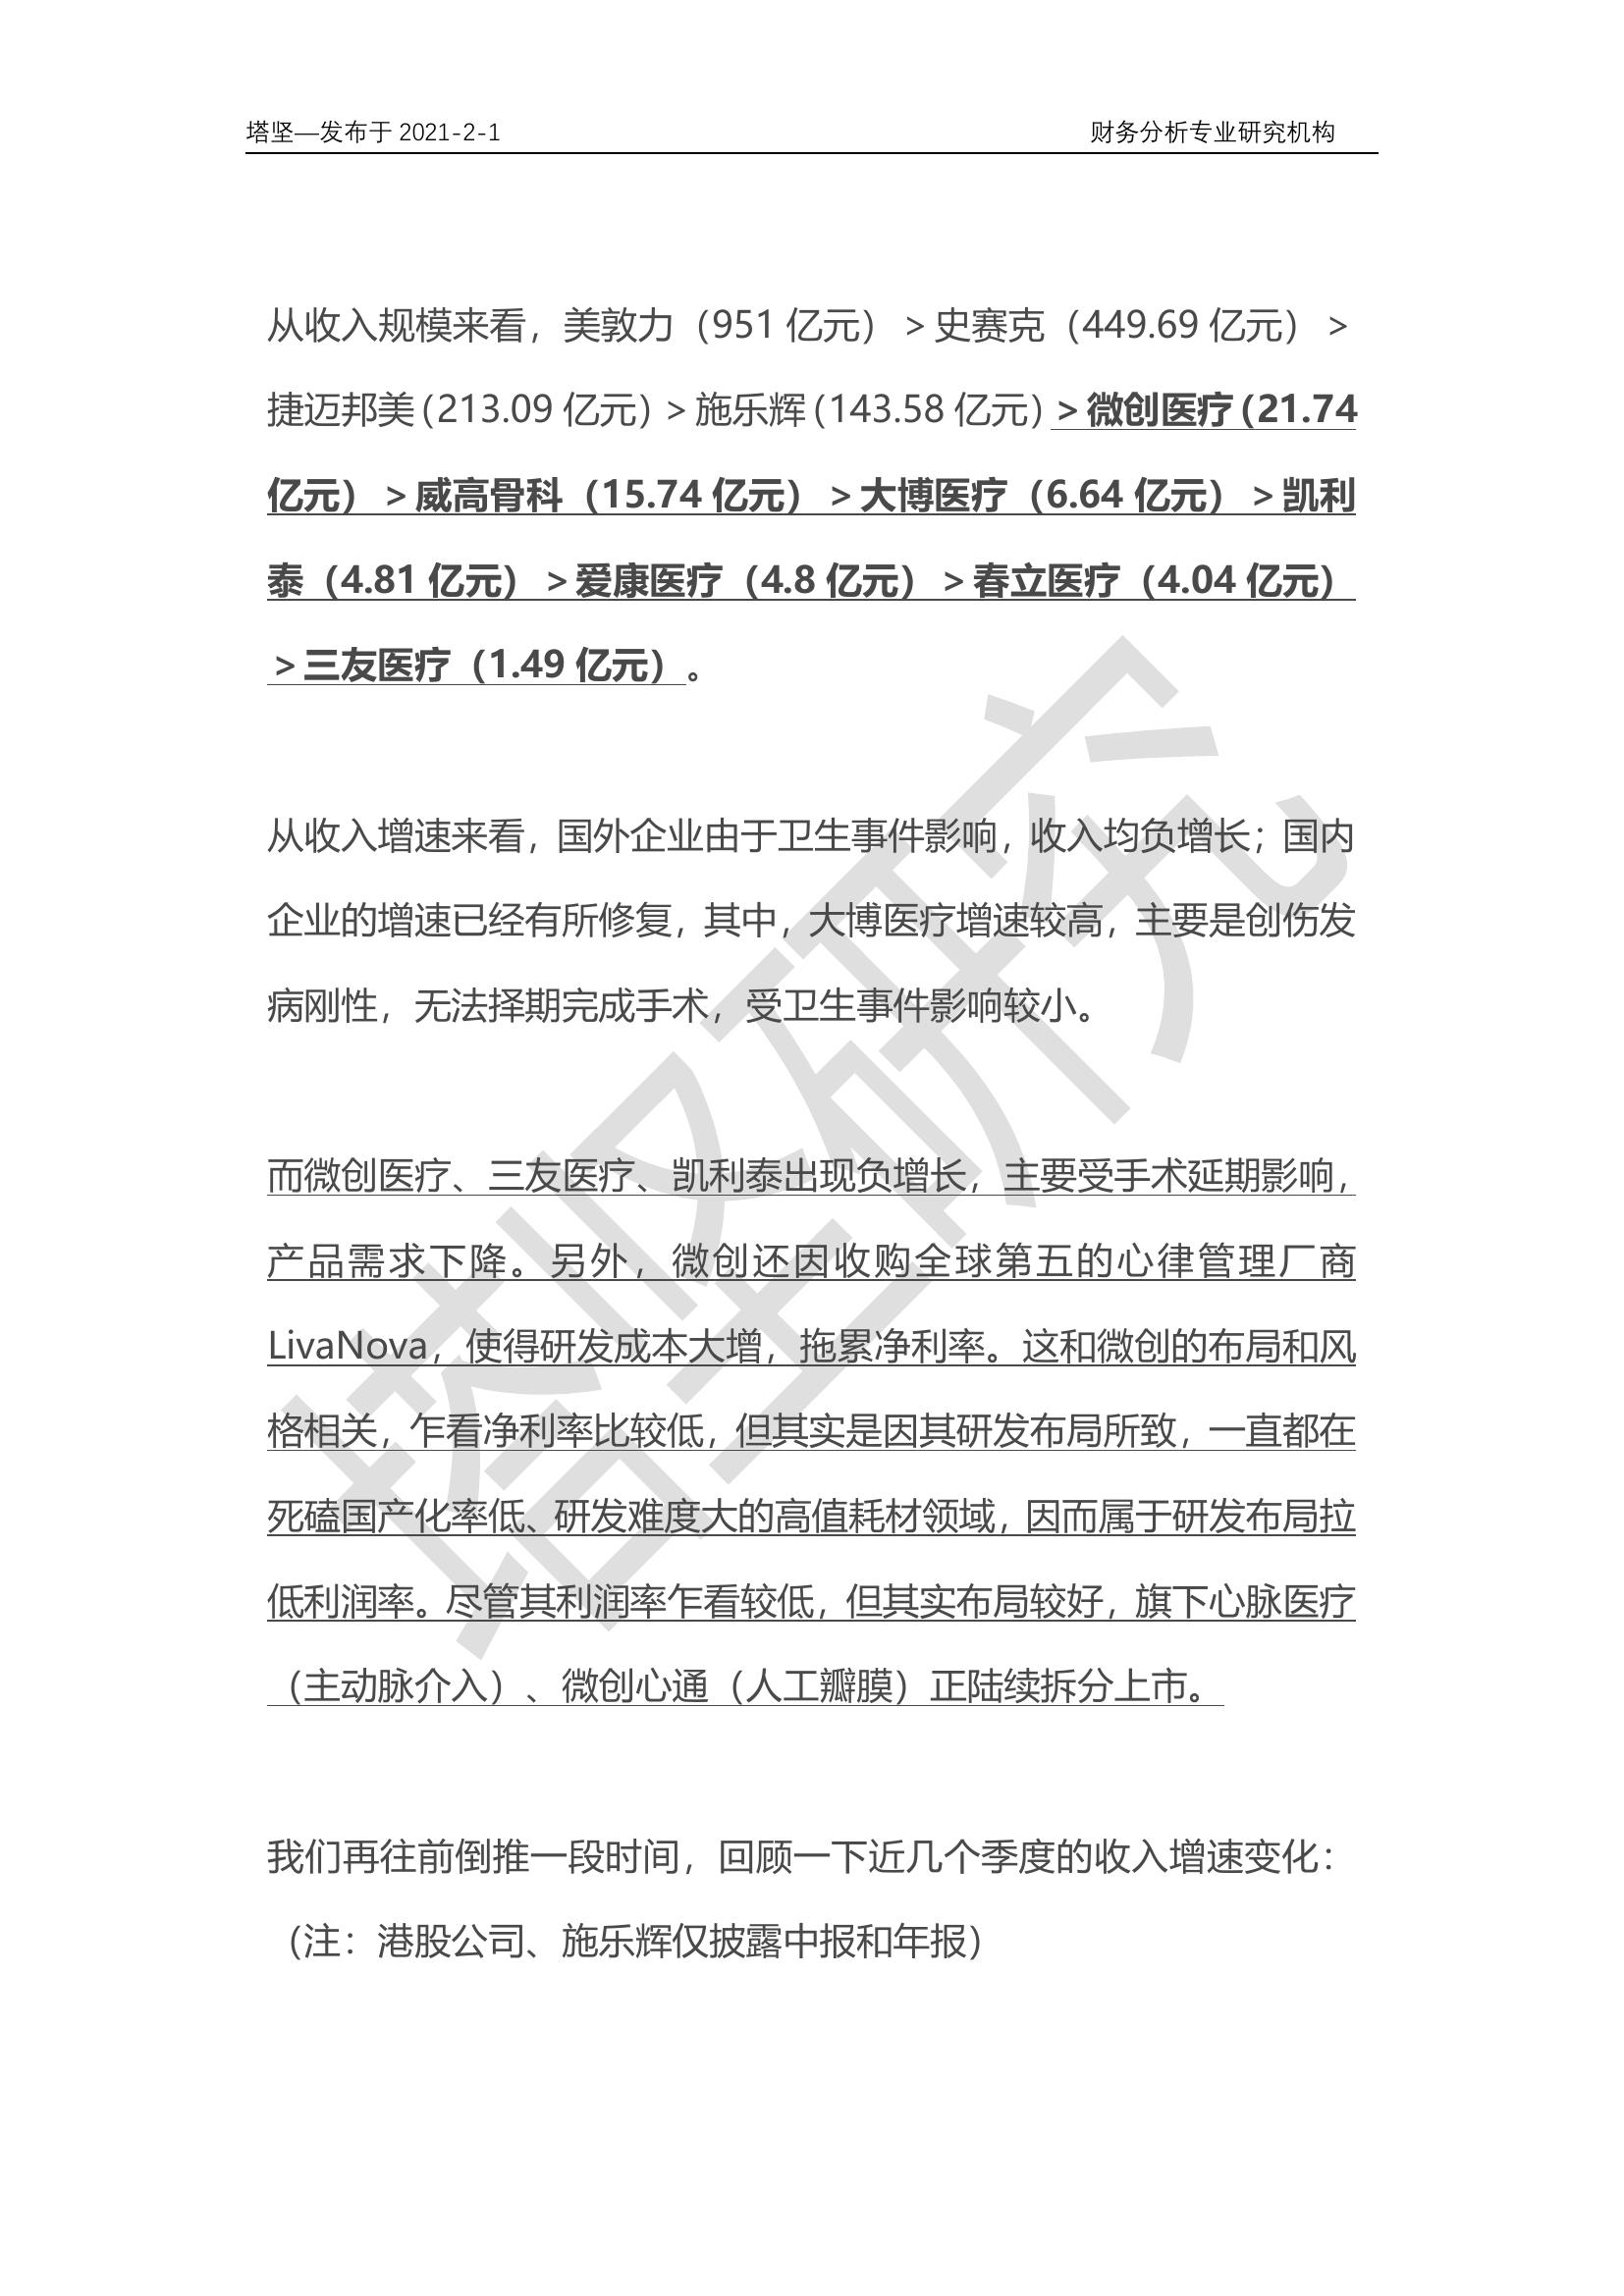 塔坚—发布于 2021-2-1 财务分析专业研究机构
从收入规模来看，美敦力（951 亿元）＞史赛克（449.69 亿元）＞
捷迈邦美（213.09 亿元）＞施乐辉（143.58 亿元）＞微创医疗（21.74
亿元）＞威高骨科（15.74 亿元）＞大博医疗（6.64 亿元）＞凯利
泰（4.81 亿元）＞爱康医疗（4.8 亿元）＞春立医疗（4.04 亿元）
＞三友医疗（1.49 亿元）。
从收入增速来看，国外企业由于卫生事件影响，收入均负增长；国内
企业的增速已经有所修复，其中，大博医疗增速较高，主要是创伤发
病刚性，无法择期完成手术，受卫生事件影响较小。
而微创医疗、三友医疗、凯利泰出现负增长，主要受手术延期影响，
产品需求下降。另外，微创还因收购全球第五的心律管理厂商
LivaNova，使得研发成本大增，拖累净利率。这和微创的布局和风
格相关，乍看净利率比较低，但其实是因其研发布局所致，一直都在
死磕国产化率低、研发难度大的高值耗材领域，因而属于研发布局拉
低利润率。尽管其利润率乍看较低，但其实布局较好，旗下心脉医疗
（主动脉介入）、微创心通（人工瓣膜）正陆续拆分上市。
我们再往前倒推一段时间，回顾一下近几个季度的收入增速变化：
（注：港股公司、施乐辉仅披露中报和年报）
塔坚研究